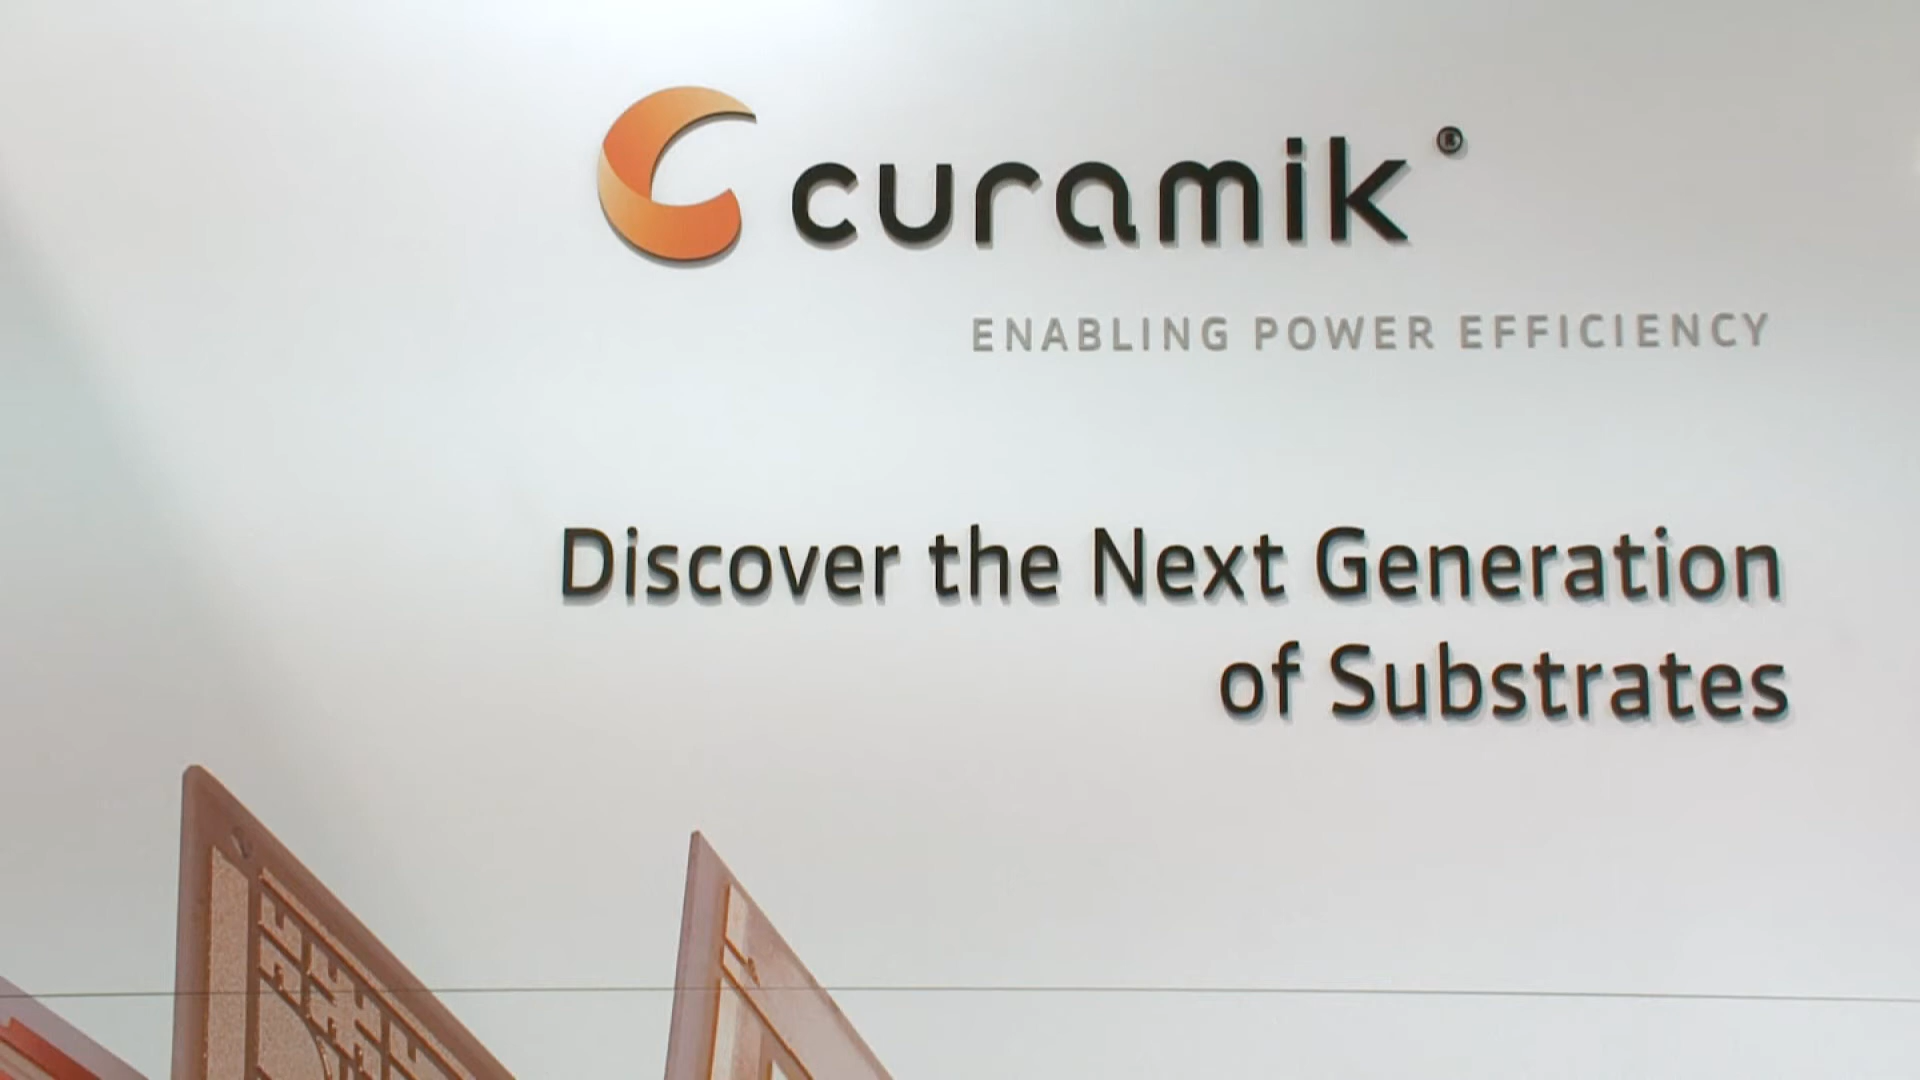 curamik®
ENABLING POWER EFFICIENCY
Discover the Next Generation
of Substrates